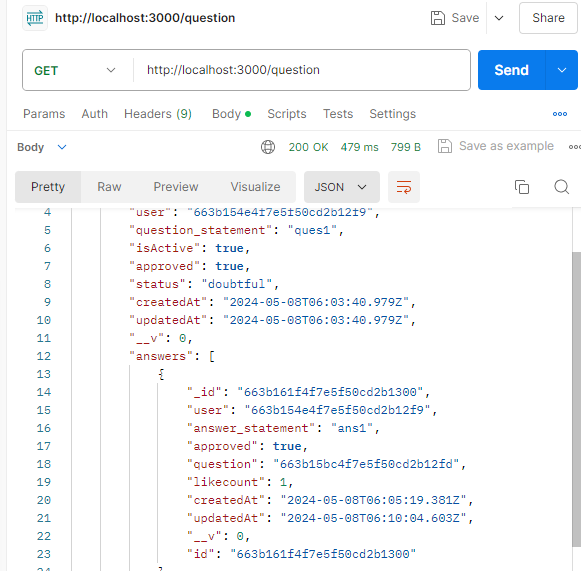 HTTP http://localhost:3000/question Save Share
GET http://localhost:3000/question Send
Params Auth Headers (9) Body Scripts Tests Settings
Body 200 OK 479 ms 799 B Save as example
Pretty Raw Preview Visualize JSON
4 "user": "663b154e4f7e5f50cd2b12f9",
5 "question_statement": "ques1",
6 "isActive": true,
7 "approved": true,
8 "status": "doubtful",
9 "createdAt": "2024-05-08T06:03:40.979Z",
10 "updatedAt": "2024-05-08T06:03:40.979Z",
11 "__v": 0,
12 "answers": [
13 {
14 "_id": "663b161f4f7e5f50cd2b1300",
15 "user": "663b154e4f7e5f50cd2b12f9",
16 "answer_statement": "ans1",
17 "approved": true,
18 "question": "663b15bc4f7e5f50cd2b12fd",
19 "likecount": 1,
20 "createdAt": "2024-05-08T06:05:19.381Z",
21 "updatedAt": "2024-05-08T06:10:04.603Z",
22 "__v": 0,
23 "id": "663b161f4f7e5f50cd2b1300"